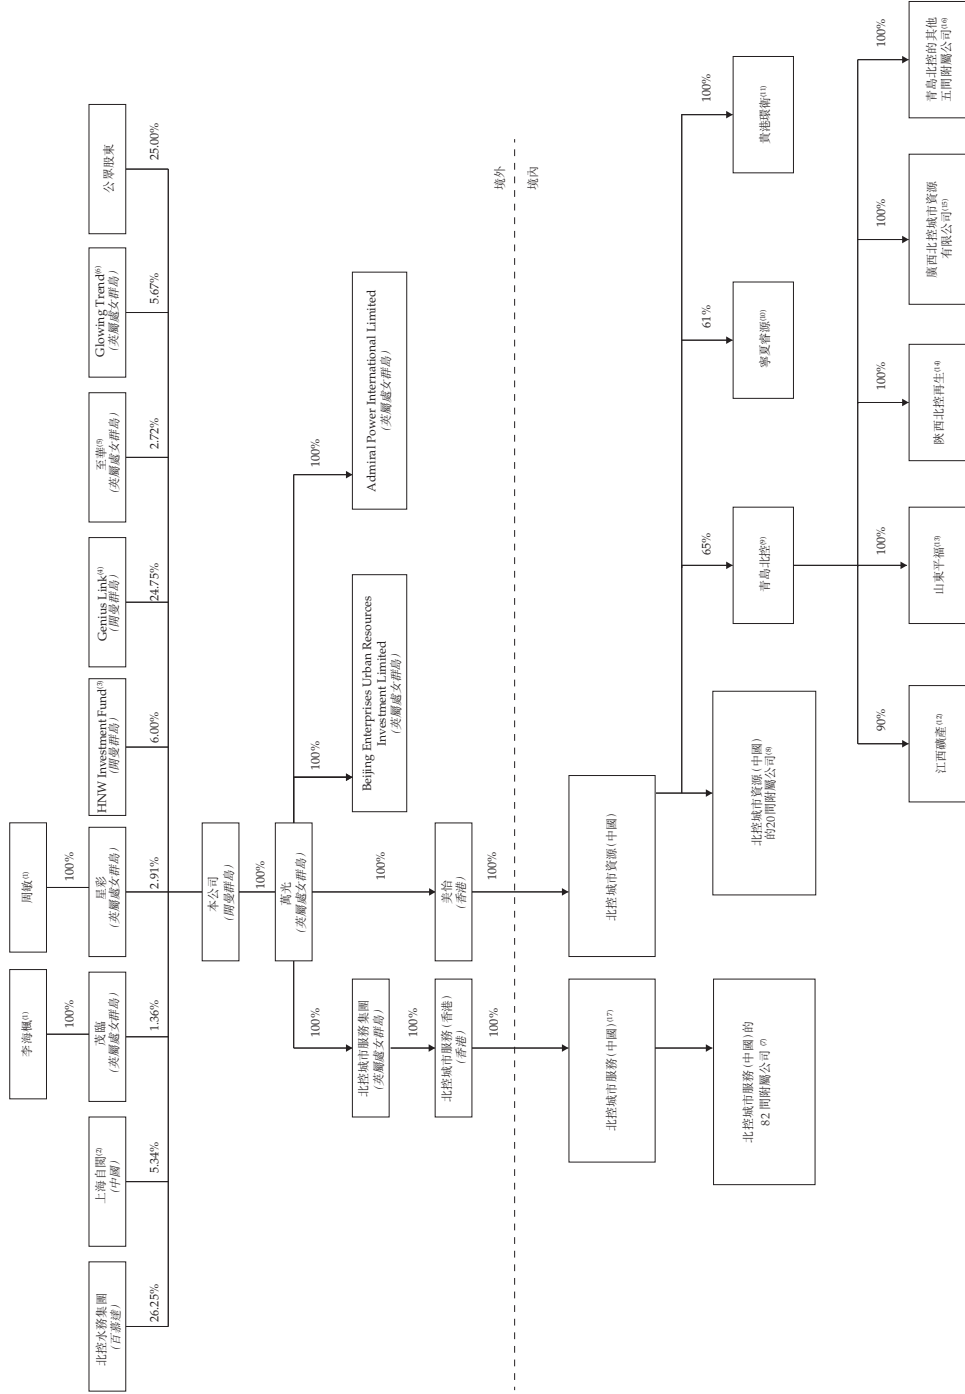 李海楓(1)
周敏(1)
100%
100%
北控水務集團
(百慕達)
上海自閱(2)
(中國)
茂臨
(英屬處女群島)
星彩
(英屬處女群島)
HNW Investment Fund(3)
(開曼群島)
Genius Link(4)
(開曼群島)
至華(5)
(英屬處女群島)
Glowing Trend(6)
(英屬處女群島)
公眾股東
26.25%
5.34%
1.36%
2.91%
6.00%
24.75%
2.72%
5.67%
25.00%
本公司
(開曼群島)
100%
萬光
(英屬處女群島)
100%
100%
100%
100%
北控城市服務集團
(英屬處女群島)
Beijing Enterprises Urban Resources
Investment Limited
(英屬處女群島)
Admiral Power International Limited
(英屬處女群島)
100%
北控城市服務(香港)
(香港)
美怡
(香港)
100%
100%
境外
境內
北控城市服務(中國)(17)
北控城市資源(中國)
65%
61%
100%
北控城市服務(中國)的
82 間附屬公司 (7)
北控城市資源(中國)
的20間附屬公司(8)
青島北控(9)
寧夏睿源(10)
貴港環衛(11)
90%
100%
100%
100%
100%
江西礦產(12)
山東平福(13)
陝西北控再生(14)
廣西北控城市資源
有限公司(15)
青島北控的其他
五間附屬公司(16)